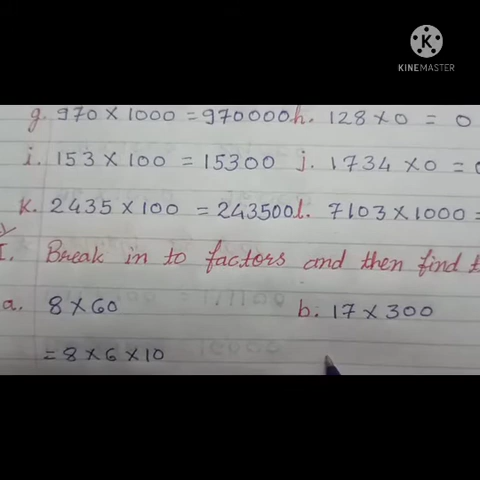 K
KINEMASTER
g. 970 × 1000 = 970000 h. 128 × 0 = 0
i. 153 × 100 = 15300 j. 1734 × 0 =
k. 2435 × 100 = 243500 l. 7103 × 1000 =
I. Break in to factors and then find
a. 8 × 60 b. 17 × 300
= 8 × 6 × 10